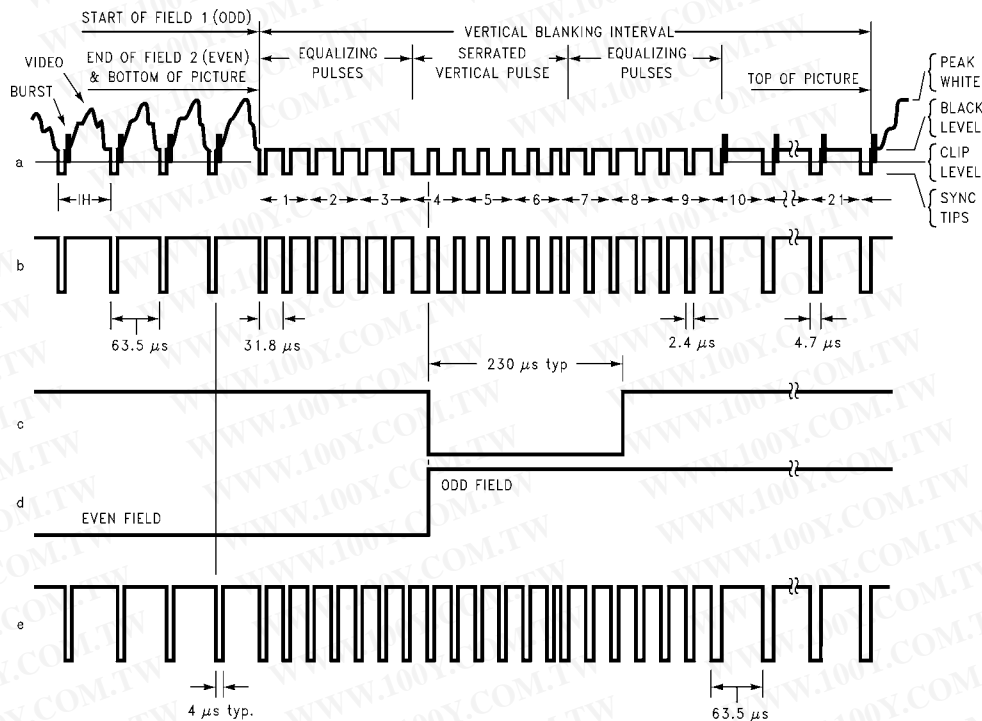 START OF FIELD 1 (ODD)
VERTICAL BLANKING INTERVAL
END OF FIELD 2 (EVEN)
& BOTTOM OF PICTURE
EQUALIZING
PULSES
SERRATED
VERTICAL PULSE
EQUALIZING
PULSES
TOP OF PICTURE
VIDEO
BURST
PEAK
WHITE
BLACK
LEVEL
CLIP
LEVEL
SYNC
TIPS
a
IH
1 2 3 4 5 6 7 8 9 10 21
b
63.5 μs
31.8 μs
2.4 μs
4.7 μs
230 μs typ
c
d
EVEN FIELD
ODD FIELD
e
4 μs typ.
63.5 μs
WWW.100Y.COM.TW